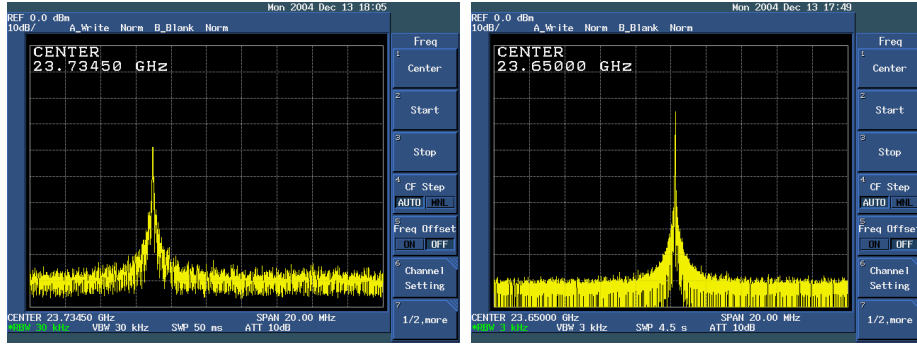 Mon 2004 Dec 13 18:05
REF 0.0 dBm
10dB/ A_Write Norm B_Blank Norm
CENTER
23.73450 GHz
Freq
1
Center
2
Start
3
Stop
4
CF Step
AUTO MNL
5
Freq Offset
ON OFF
6
Channel
Setting
7
1/2,more
CENTER 23.73450 GHz SPAN 20.00 MHz
*RBW 30 kHz VBW 30 kHz SWP 50 ms ATT 10dB
Mon 2004 Dec 13 17:49
REF 0.0 dBm
10dB/ A_Write Norm B_Blank Norm
CENTER
23.65000 GHz
Freq
1
Center
2
Start
3
Stop
4
CF Step
AUTO MNL
5
Freq Offset
ON OFF
6
Channel
Setting
7
1/2,more
CENTER 23.65000 GHz SPAN 20.00 MHz
*RBW 3 kHz VBW 3 kHz SWP 4.5 s ATT 10dB